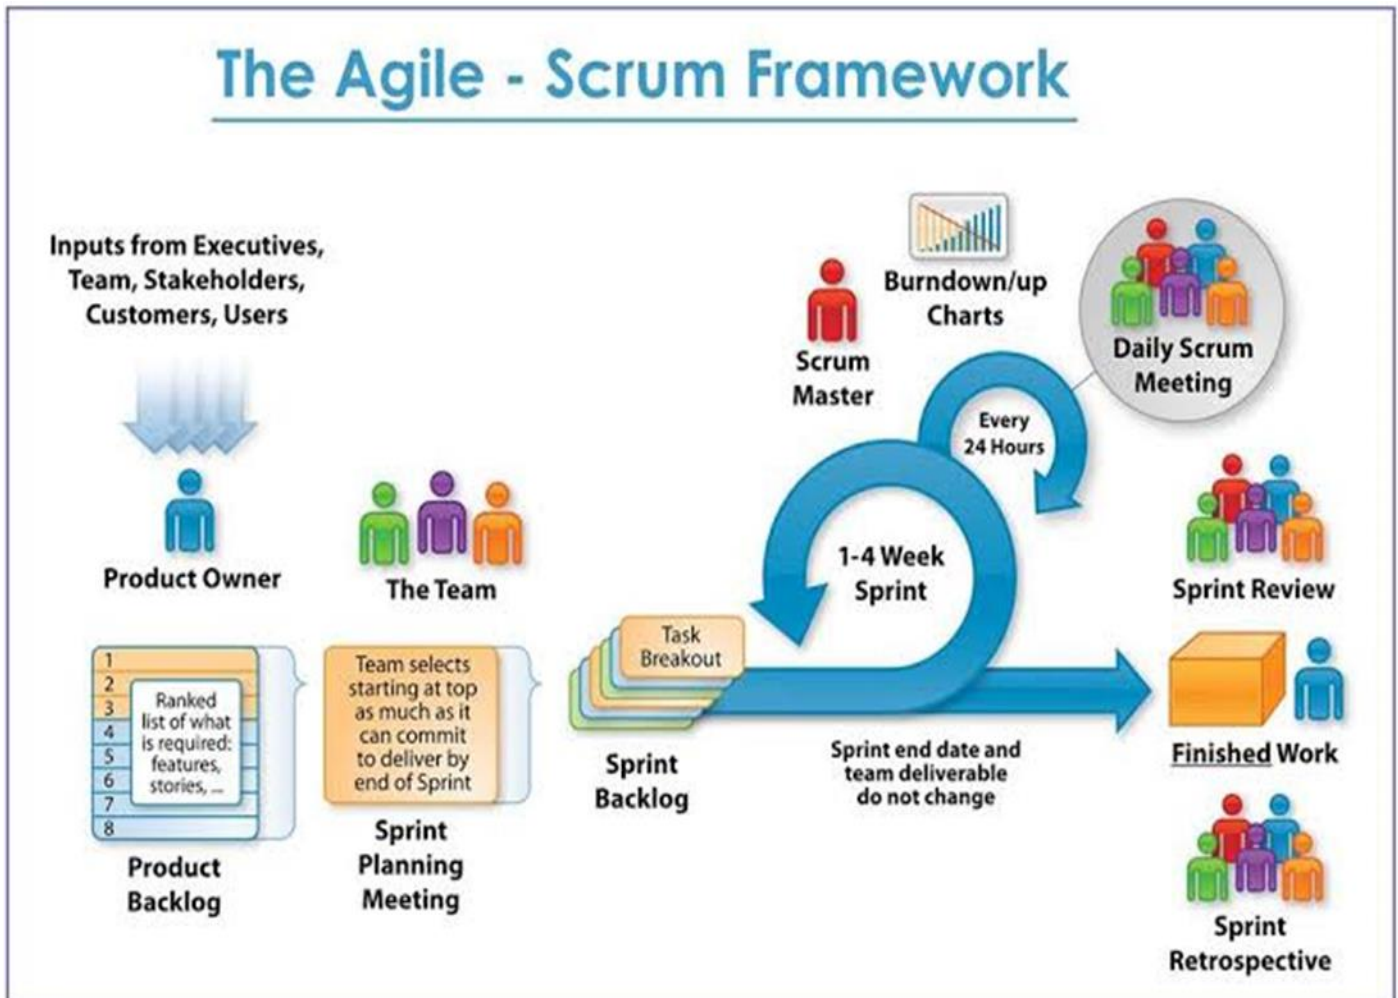 The Agile - Scrum Framework
Inputs from Executives,
Team, Stakeholders,
Customers, Users
Product Owner
The Team
1
2
3
4
5
6
7
8
Ranked
list of what
is required:
features,
stories, ...
Product
Backlog
Team selects
starting at top
as much as it
can commit
to deliver by
end of Sprint
Sprint
Planning
Meeting
Task
Breakout
Sprint
Backlog
Scrum
Master
Burndown/up
Charts
Every
24 Hours
Daily Scrum
Meeting
1-4 Week
Sprint
Sprint end date and
team deliverable
do not change
Sprint Review
Finished Work
Sprint
Retrospective